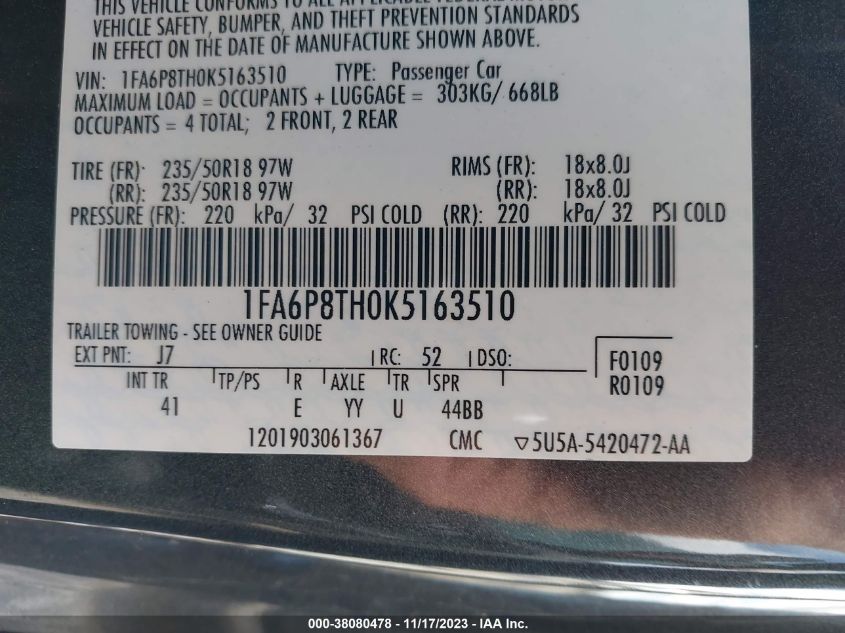 THIS VEHICLE CONFORMS TO ALL APPLICABLE FEDERAL MOTOR
VEHICLE SAFETY, BUMPER, AND THEFT PREVENTION STANDARDS
IN EFFECT ON THE DATE OF MANUFACTURE SHOWN ABOVE.
VIN: 1FA6P8TH0K5163510 TYPE: Passenger Car
MAXIMUM LOAD = OCCUPANTS + LUGGAGE = 303KG/ 668LB
OCCUPANTS = 4 TOTAL; 2 FRONT, 2 REAR
TIRE (FR): 235/50R18 97W RIMS (FR): 18x8.0J
(RR): 235/50R18 97W (RR): 18x8.0J
PRESSURE (FR): 220 kPa/ 32 PSI COLD (RR): 220 kPa/ 32 PSI COLD
1FA6P8TH0K5163510
TRAILER TOWING - SEE OWNER GUIDE
EXT PNT: J7 RC: 52 DSO: F0109
INT TR TP/PS R AXLE TR SPR R0109
41 E YY U 44BB
1201903061367 CMC ▽5U5A-5420472-AA
000-38080478 - 11/17/2023 - IAA Inc.